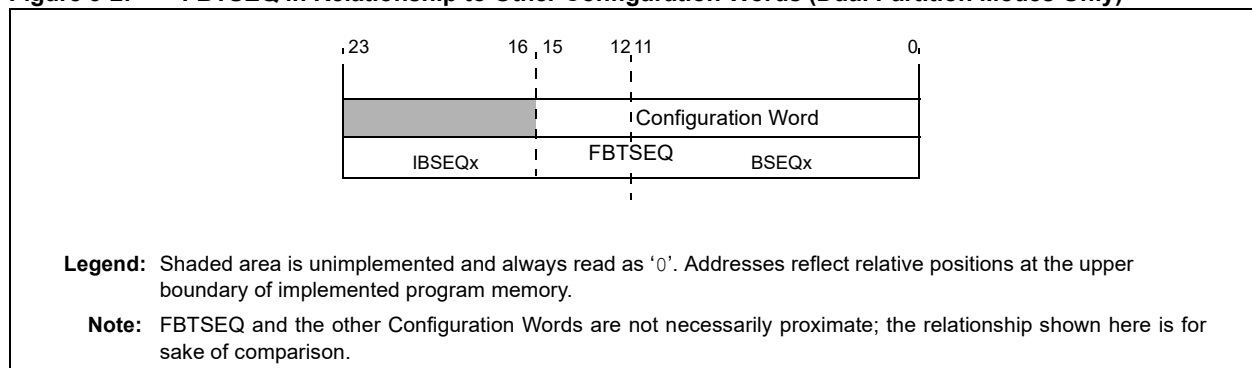 Figure 3-2: FBTSEQ in Relationship to Other Configuration Words (Dual Partition Modes Only)
23 16 15 12 11 0
Configuration Word
IBSEQx FBTSEQ BSEQx
Legend: Shaded area is unimplemented and always read as ‘0’. Addresses reflect relative positions at the upper
boundary of implemented program memory.
Note: FBTSEQ and the other Configuration Words are not necessarily proximate; the relationship shown here is for
sake of comparison.